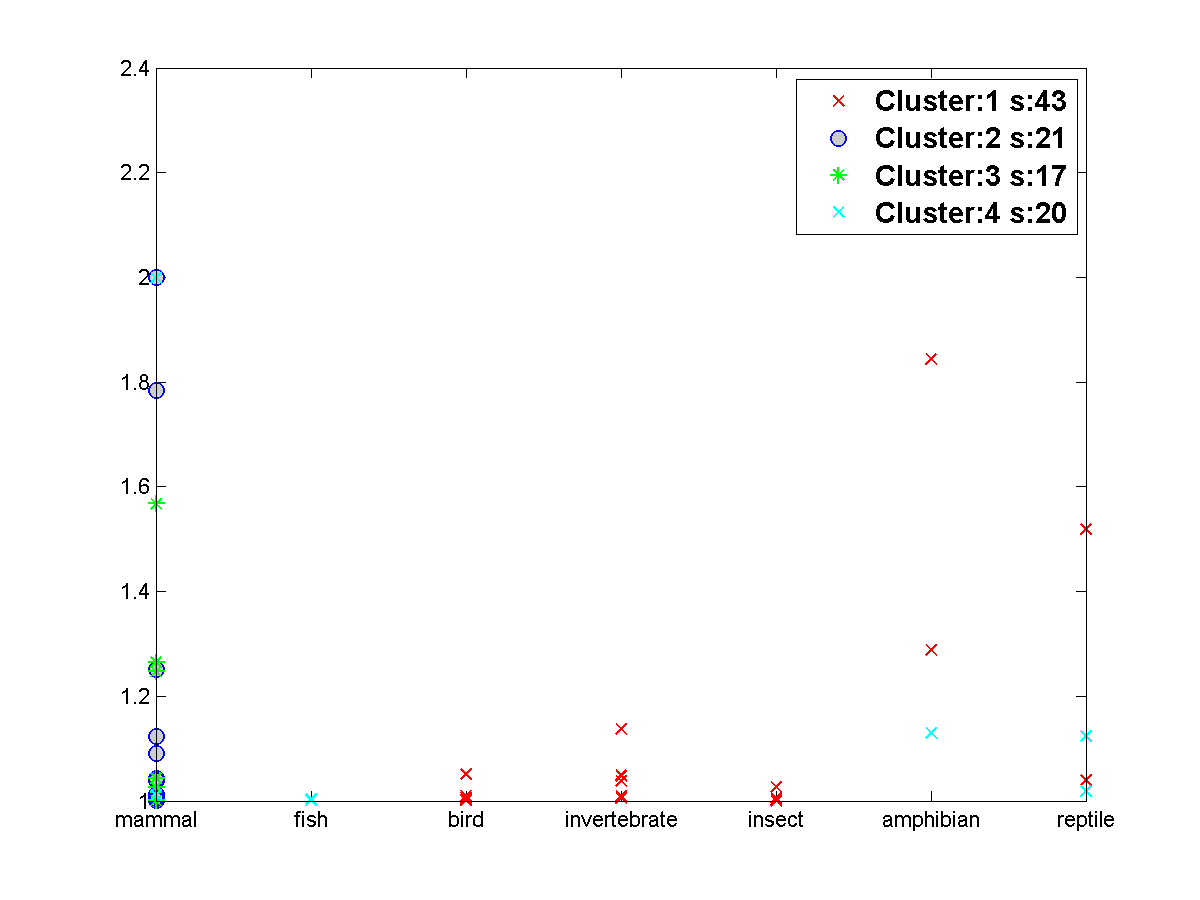 2.4
Cluster:1 s:43
Cluster:2 s:21
2.2
Cluster:3 s:17
Cluster:4 s:20
2
1.8
1.6
1.4
1.2
1
mammal fish bird invertebrate insect amphibian reptile